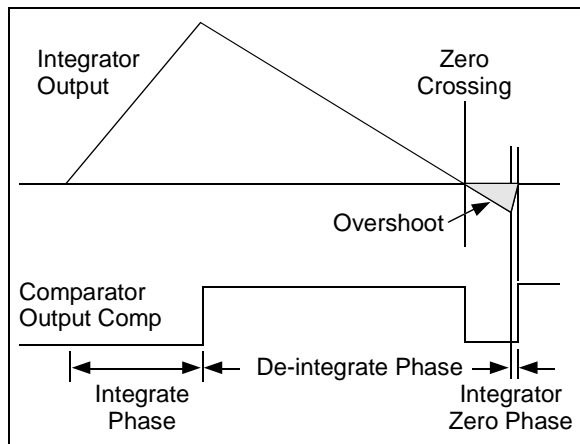 Integrator
Output
Zero
Crossing
Overshoot
Comparator
Output Comp
De-integrate Phase
Integrate
Phase
Integrator
Zero Phase